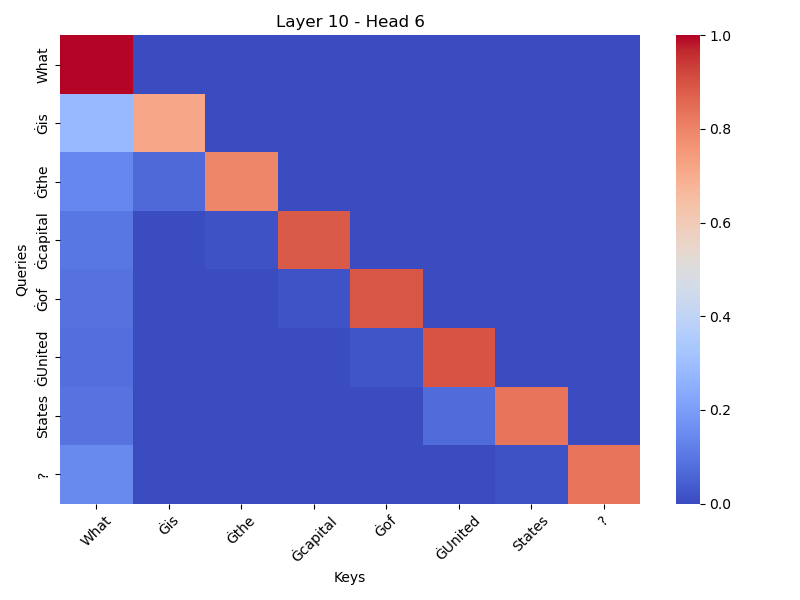 Layer 10 - Head 6
Queries
What
Ġis
Ġthe
Ġcapital
Ġof
ĠUnited
States
?
What
Ġis
Ġthe
Ġcapital
Ġof
ĠUnited
States
?
Keys
1.0
0.8
0.6
0.4
0.2
0.0